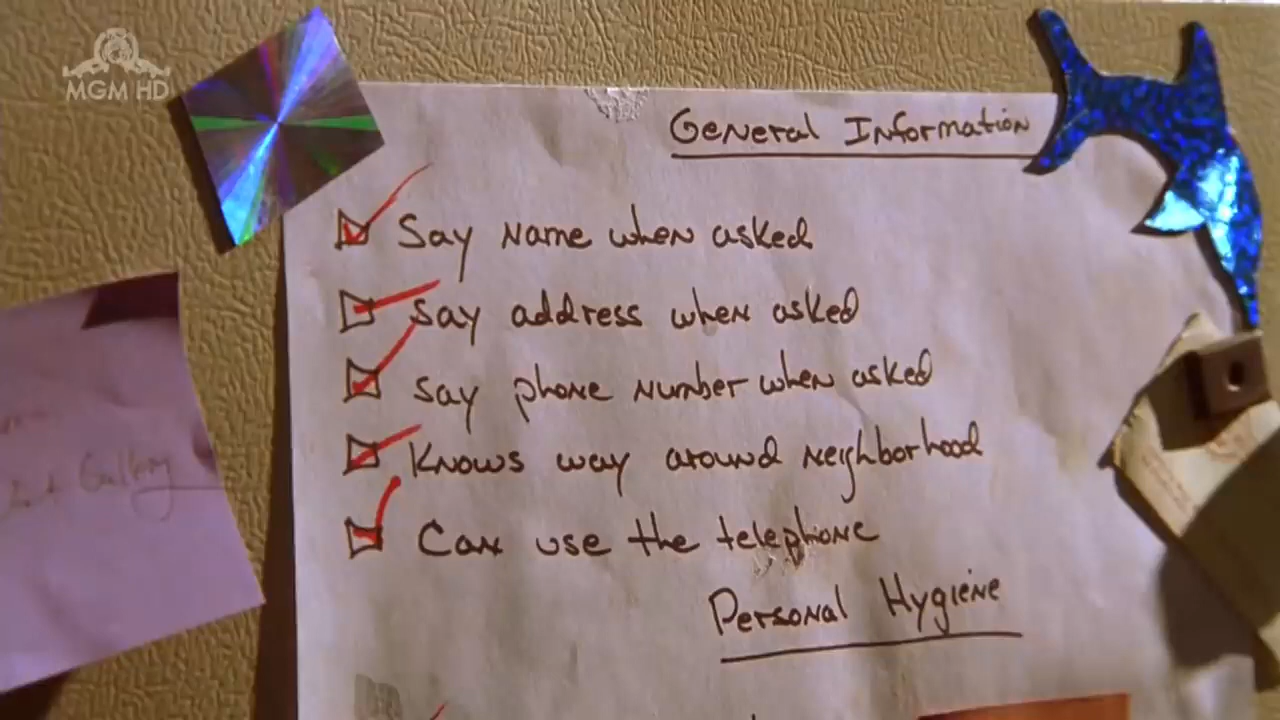 MGM HD
General Information
Say name when asked
Say address when asked
Say phone number when asked
Knows way around neighborhood
Can use the telephone
Personal Hygiene
Gallery